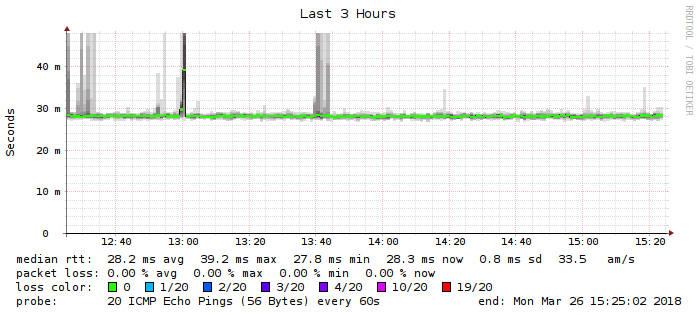 Last 3 Hours
RRDTOOL / TOBI OETIKER
Seconds
40 m
30 m
20 m
10 m
0
12:40 13:00 13:20 13:40 14:00 14:20 14:40 15:00 15:20
median rtt: 28.2 ms avg 39.2 ms max 27.8 ms min 28.3 ms now 0.8 ms sd 33.5 am/s
packet loss: 0.00 % avg 0.00 % max 0.00 % min 0.00 % now
loss color: 0 1/20 2/20 3/20 4/20 10/20 19/20
probe: 20 ICMP Echo Pings (56 Bytes) every 60s end: Mon Mar 26 15:25:02 2018